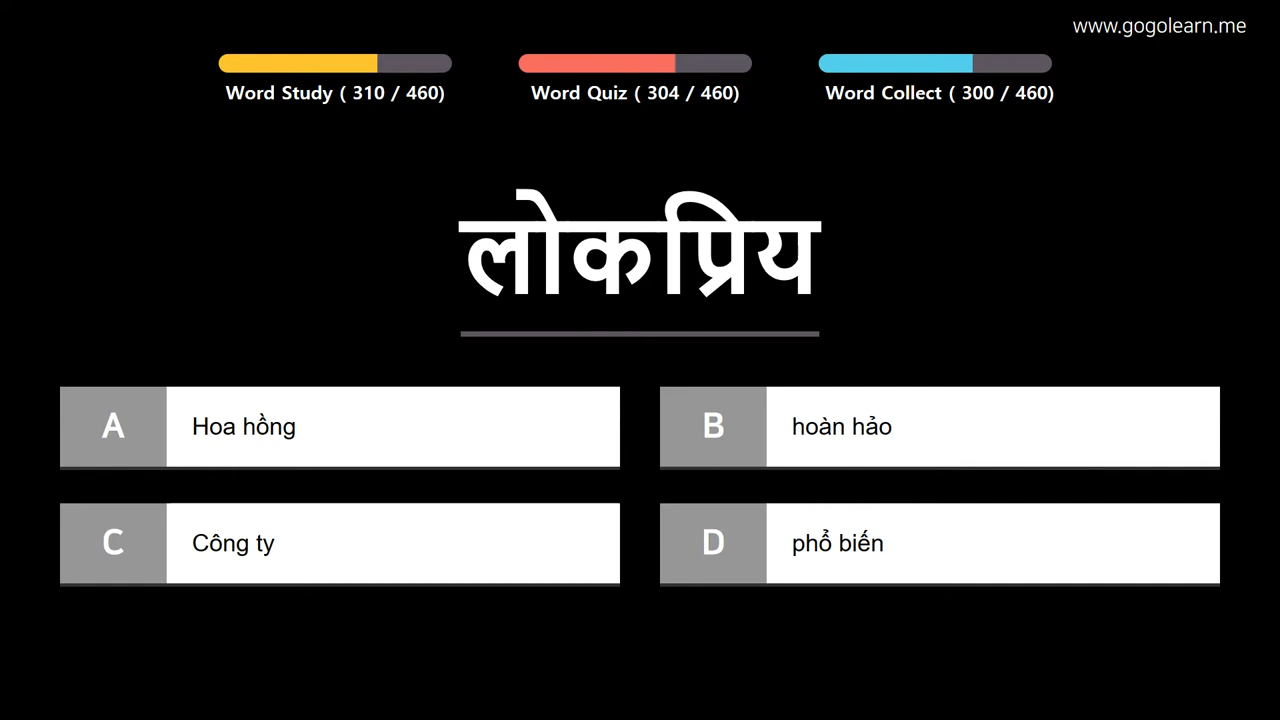 www.gogolearn.me
Word Study ( 310 / 460)
Word Quiz ( 304 / 460)
Word Collect ( 300 / 460)
लोकप्रिय
A
Hoa hồng
B
hoàn hảo
C
Công ty
D
phổ biến